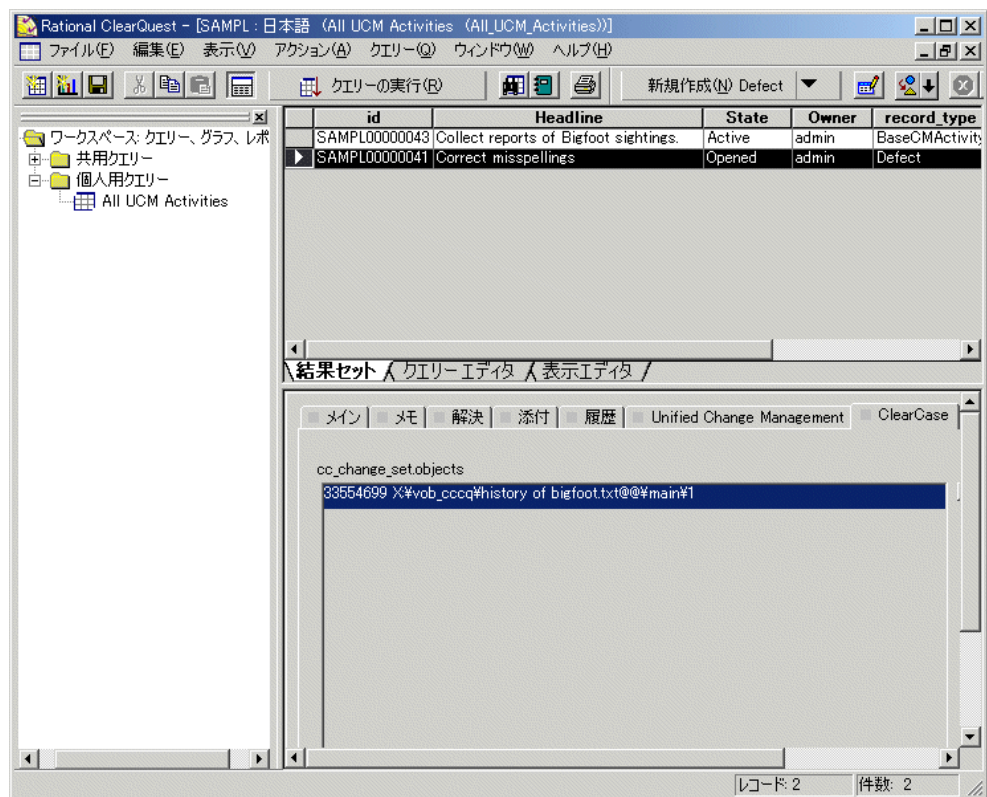 Rational ClearQuest - [SAMPL : 日本語 (All UCM Activities (All_UCM_Activities))]
ファイル(F) 編集(E) 表示(V) アクション(A) クエリー(Q) ウィンドウ(W) ヘルプ(H)
クエリーの実行(R) 新規作成(N) Defect
ワークスペース: クエリー、グラフ、レポ
共用クエリー
個人用クエリー
All UCM Activities
id Headline State Owner record_type
SAMPL00000043 Collect reports of Bigfoot sightings. Active admin BaseCMActivity
SAMPL00000041 Correct misspellings Opened admin Defect
結果セット クエリーエディタ 表示エディタ
メイン メモ 解決 添付 履歴 Unified Change Management ClearCase
cc_change_set.objects
33554699 X:¥vob_cccq¥history of bigfoot.txt@@¥main¥1
レコード: 2 件数: 2